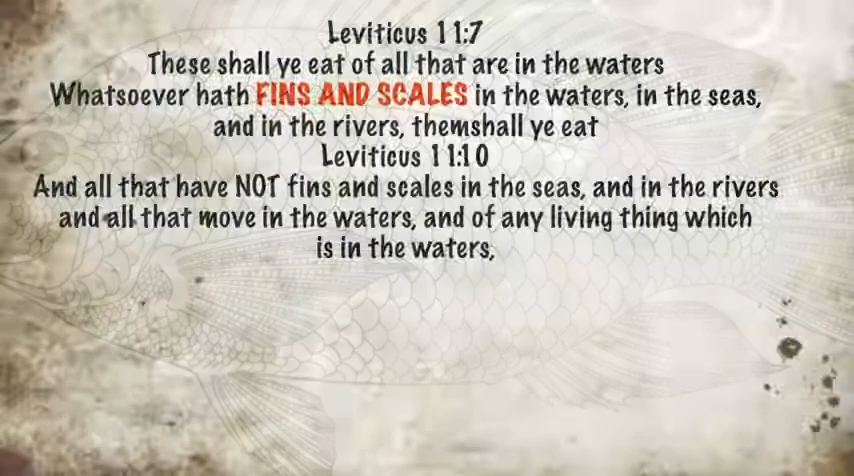 Leviticus 11:7
These shall ye eat of all that are in the waters
Whatsoever hath FINS AND SCALES in the waters, in the seas,
and in the rivers, themshall ye eat
Leviticus 11:10
And all that have NOT fins and scales in the seas, and in the rivers
and all that move in the waters, and of any living thing which
is in the waters,